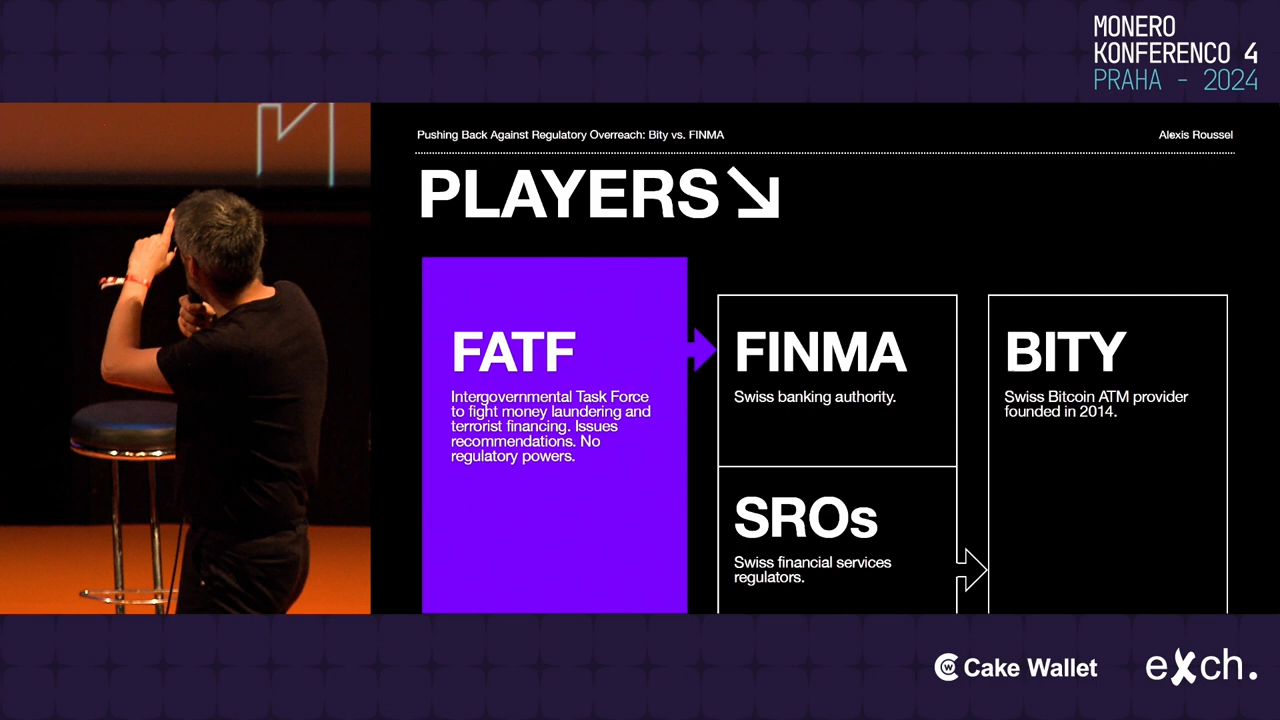 MONERO
KONFERENCO 4
PRAHA - 2024
Pushing Back Against Regulatory Overreach: Bity vs. FINMA
Alexis Roussel
PLAYERS
FATF
Intergovernmental Task Force
to fight money laundering and
terrorist financing. Issues
recommendations. No
regulatory powers.
FINMA
Swiss banking authority.
SROs
Swiss financial services
regulators.
BITY
Swiss Bitcoin ATM provider
founded in 2014.
Cake Wallet
exch.